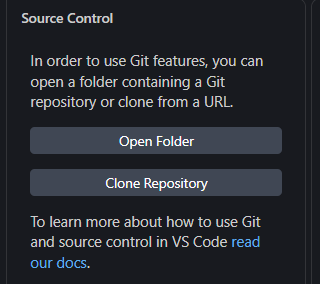 Source Control
In order to use Git features, you can
open a folder containing a Git
repository or clone from a URL.
Open Folder
Clone Repository
To learn more about how to use Git
and source control in VS Code read
our docs.